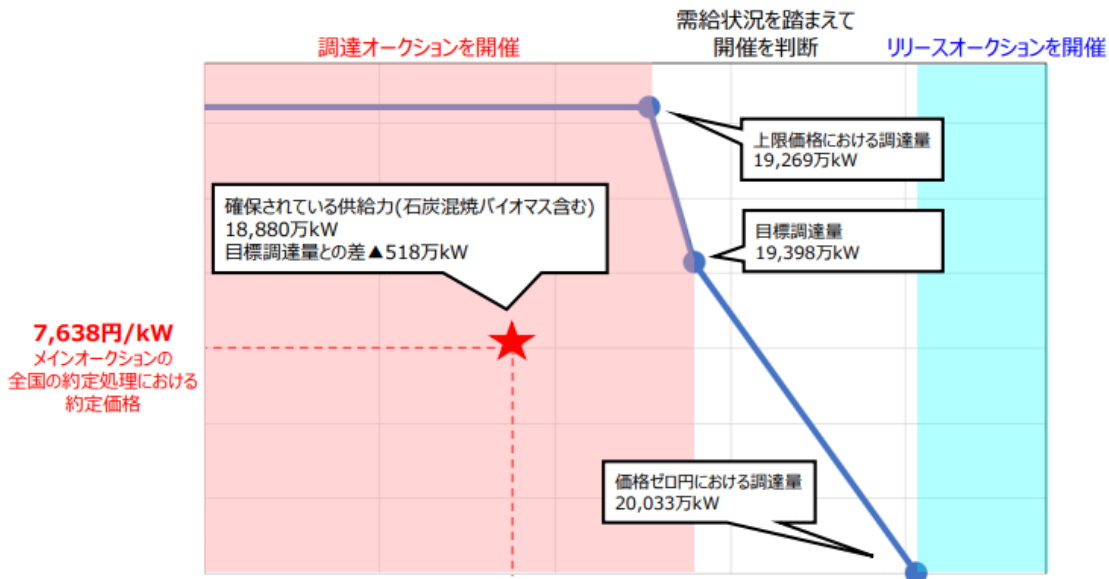 需給状況を踏まえて
開催を判断
調達オークションを開催
リリースオークションを開催
上限価格における調達量
19,269万kW
確保されている供給力(石炭混焼バイオマス含む)
18,880万kW
目標調達量との差▲518万kW
目標調達量
19,398万kW
7,638円/kW
メインオークションの
全国の約定処理における
約定価格
価格ゼロ円における調達量
20,033万kW